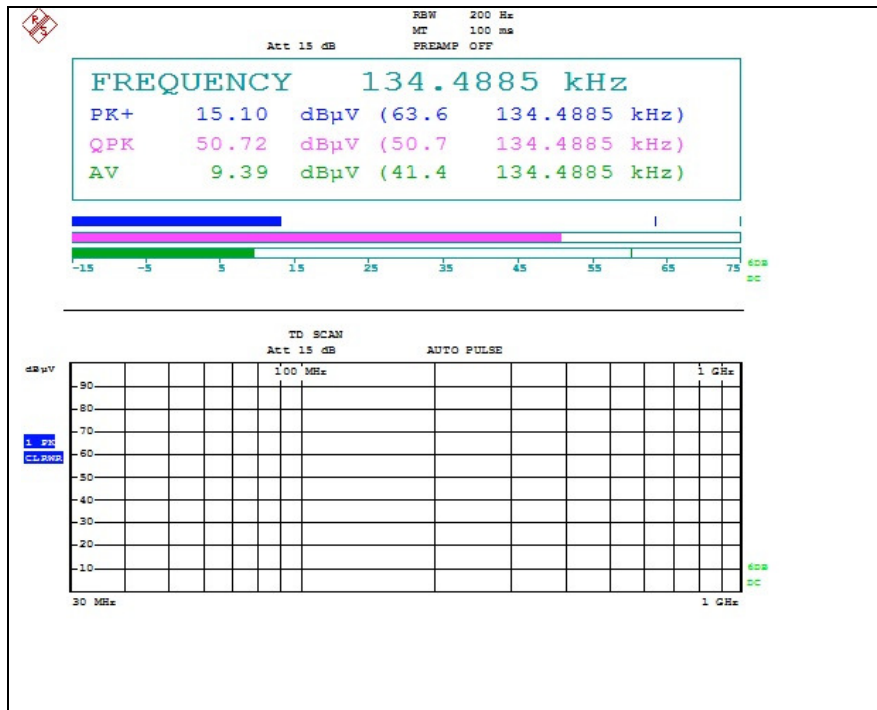 R S
RBW 200 Hz
MT 100 ms
Att 15 dB PREAMP OFF
FREQUENCY 134.4885 kHz
PK+ 15.10 dBµV (63.6 134.4885 kHz)
QPK 50.72 dBµV (50.7 134.4885 kHz)
AV 9.39 dBµV (41.4 134.4885 kHz)
-15 -5 5 15 25 35 45 55 65 75
6DB
DC
TD SCAN
Att 15 dB AUTO PULSE
dBµV 100 MHz 1 GHz
90
80
70
1 PK
CLRWR
60
50
40
30
20
10
6DB
DC
30 MHz 1 GHz